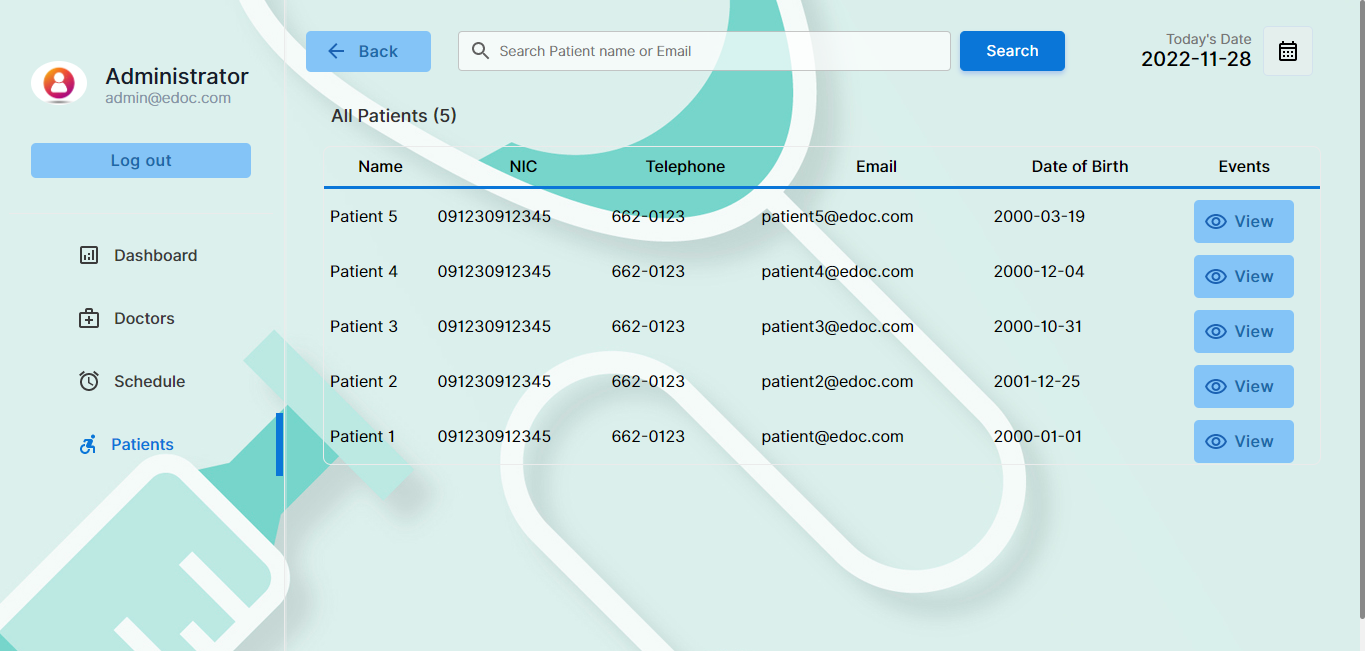 Administrator
admin@edoc.com
Log out
Dashboard
Doctors
Schedule
Patients
Back
Search Patient name or Email
Search
Today's Date
2022-11-28
All Patients (5)
Name NIC Telephone Email Date of Birth Events
Patient 5 091230912345 662-0123 patient5@edoc.com 2000-03-19 View
Patient 4 091230912345 662-0123 patient4@edoc.com 2000-12-04 View
Patient 3 091230912345 662-0123 patient3@edoc.com 2000-10-31 View
Patient 2 091230912345 662-0123 patient2@edoc.com 2001-12-25 View
Patient 1 091230912345 662-0123 patient@edoc.com 2000-01-01 View